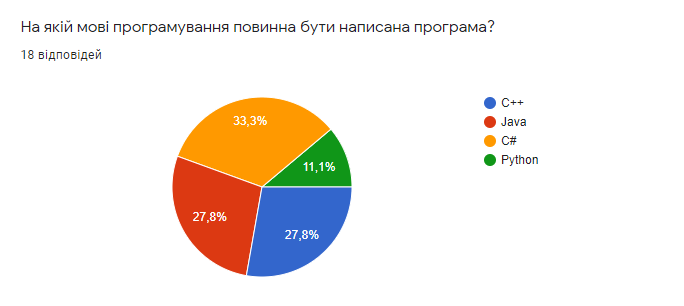 На якій мові програмування повинна бути написана програма?
18 відповідей
C++
Java
C#
Python
33,3%
11,1%
27,8%
27,8%